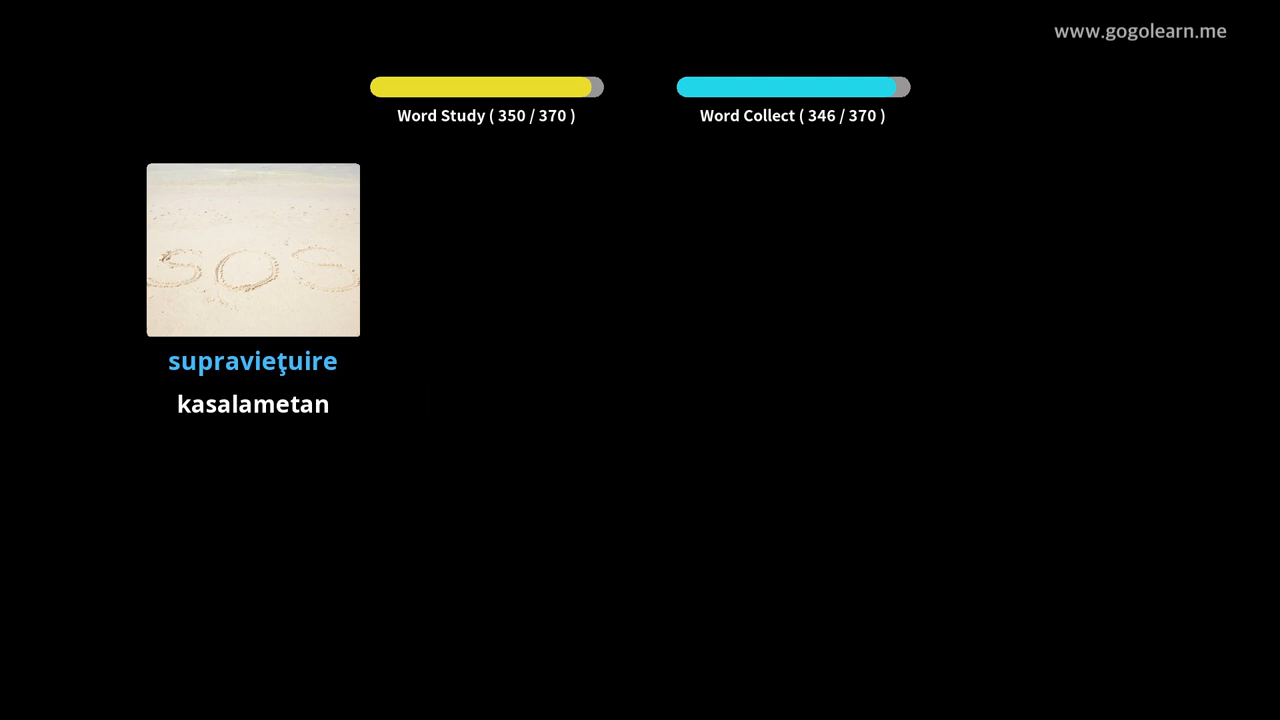 www.gogolearn.me
Word Study ( 350 / 370 )
Word Collect ( 346 / 370 )
SOS
supravieţuire
kasalametan